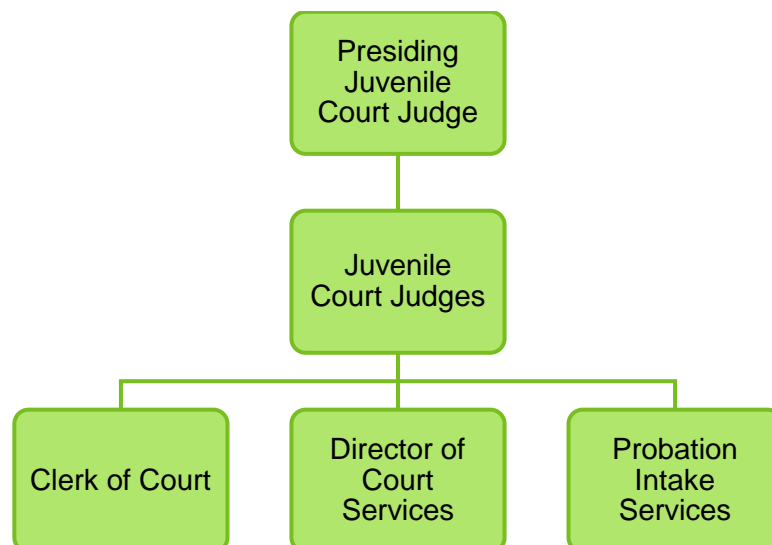 Presiding
Juvenile
Court Judge
Juvenile
Court Judges
Clerk of Court
Director of
Court
Services
Probation
Intake
Services